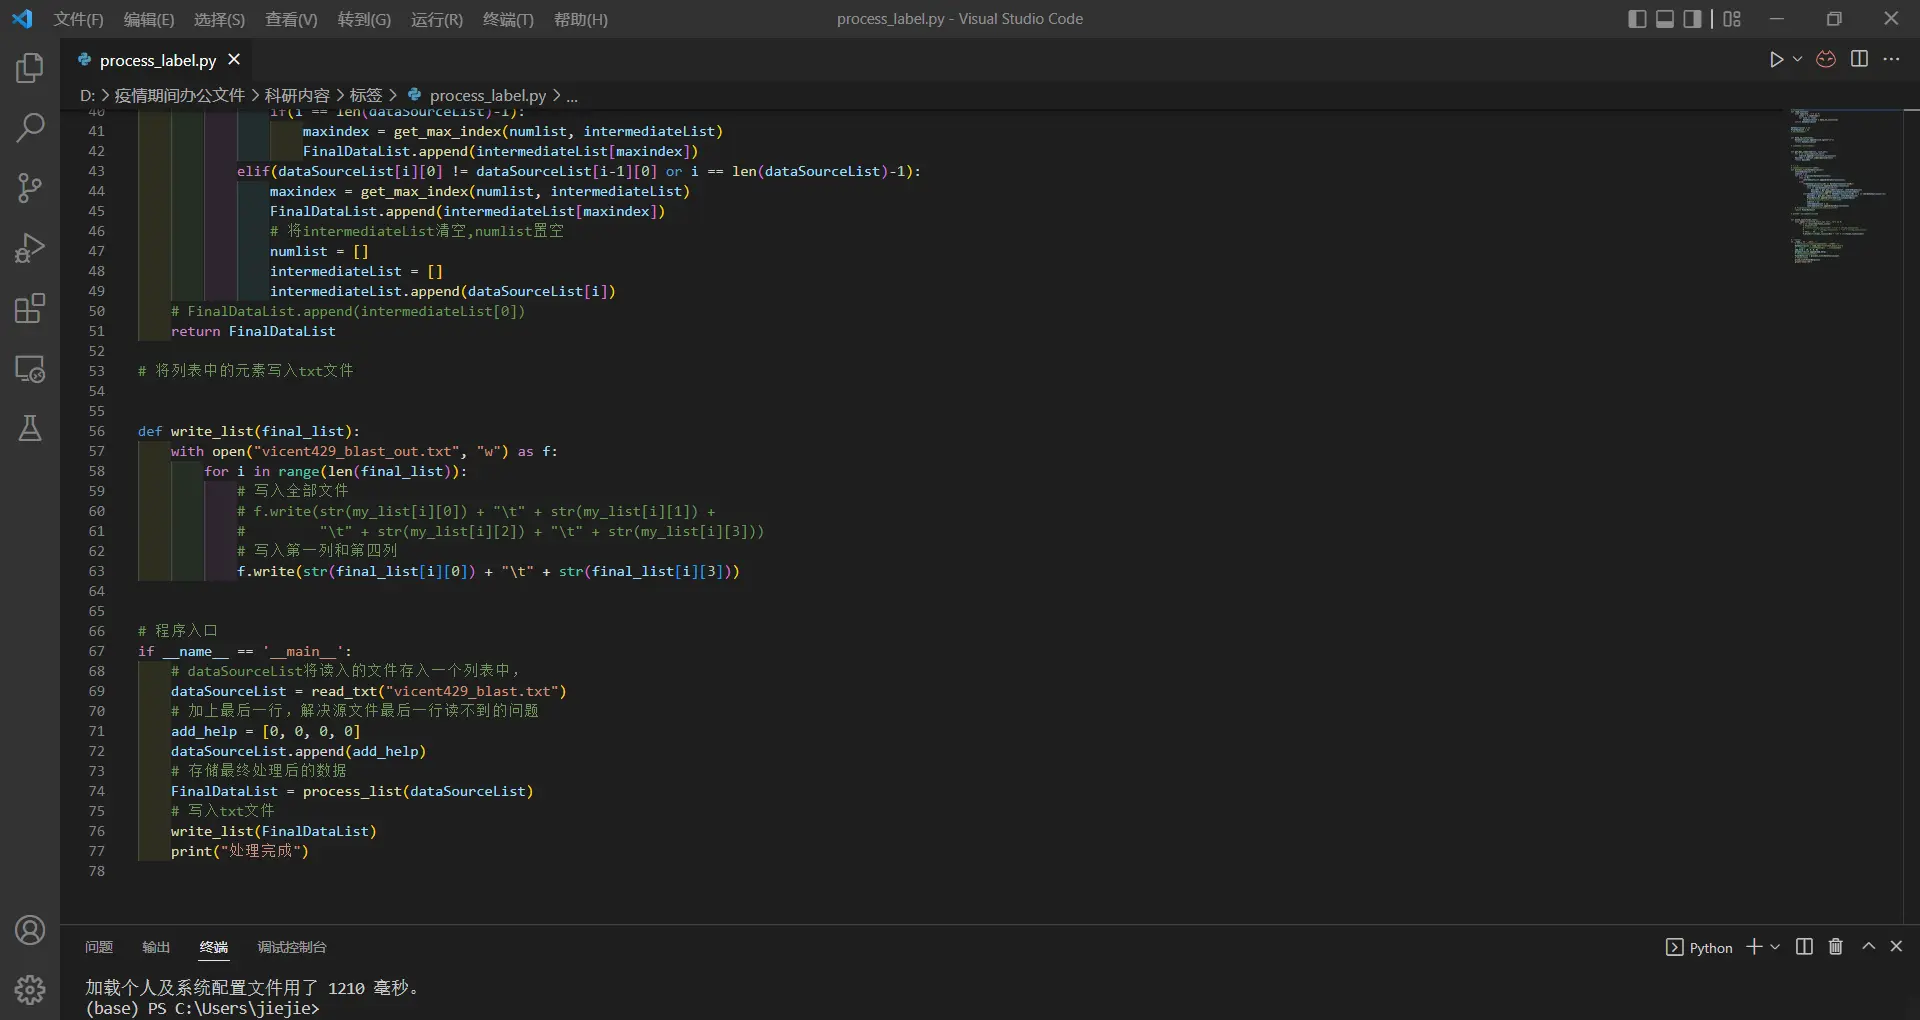 文件(F) 编辑(E) 选择(S) 查看(V) 转到(G) 运行(R) 终端(T) 帮助(H) process_label.py - Visual Studio Code
process_label.py
D: > 疫情期间办公文件 > 科研内容 > 标签 > process_label.py > ...
40 if(i == len(dataSourceList)-1):
41 maxindex = get_max_index(numlist, intermediateList)
42 FinalDataList.append(intermediateList[maxindex])
43 elif(dataSourceList[i][0] != dataSourceList[i-1][0] or i == len(dataSourceList)-1):
44 maxindex = get_max_index(numlist, intermediateList)
45 FinalDataList.append(intermediateList[maxindex])
46 # 将intermediateList清空,numlist置空
47 numlist = []
48 intermediateList = []
49 intermediateList.append(dataSourceList[i])
50 # FinalDataList.append(intermediateList[0])
51 return FinalDataList
52
53 # 将列表中的元素写入txt文件
54
55
56 def write_list(final_list):
57 with open("vicent429_blast_out.txt", "w") as f:
58 for i in range(len(final_list)):
59 # 写入全部文件
60 # f.write(str(my_list[i][0]) + "\t" + str(my_list[i][1]) +
61 # "\t" + str(my_list[i][2]) + "\t" + str(my_list[i][3]))
62 # 写入第一列和第四列
63 f.write(str(final_list[i][0]) + "\t" + str(final_list[i][3]))
64
65
66 # 程序入口
67 if __name__ == '__main__':
68 # dataSourceList将读入的文件存入一个列表中，
69 dataSourceList = read_txt("vicent429_blast.txt")
70 # 加上最后一行，解决源文件最后一行读不到的问题
71 add_help = [0, 0, 0, 0]
72 dataSourceList.append(add_help)
73 # 存储最终处理后的数据
74 FinalDataList = process_list(dataSourceList)
75 # 写入txt文件
76 write_list(FinalDataList)
77 print("处理完成")
78
问题 输出 终端 调试控制台 Python
加载个人及系统配置文件用了 1210 毫秒。
(base) PS C:\Users\jiejie>